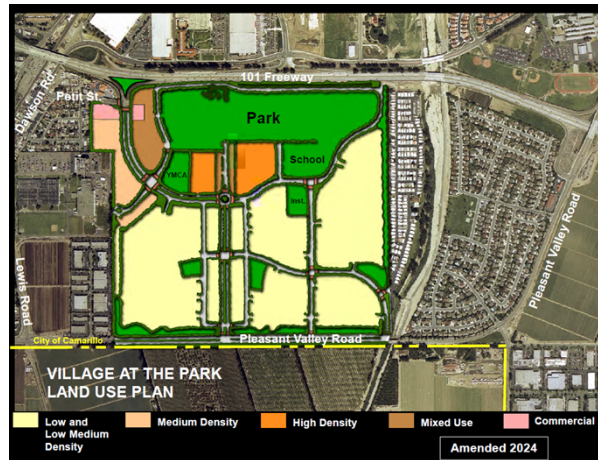 101 Freeway
Petit St.
Dawson Rd
Park
YMCA
School
Inst.
Lewis Road
Pleasant Valley Road
City of Camarillo
Pleasant Valley Road
VILLAGE AT THE PARK
LAND USE PLAN
Low and
Low Medium
Density
Medium Density
High Density
Mixed Use
Commercial
Amended 2024